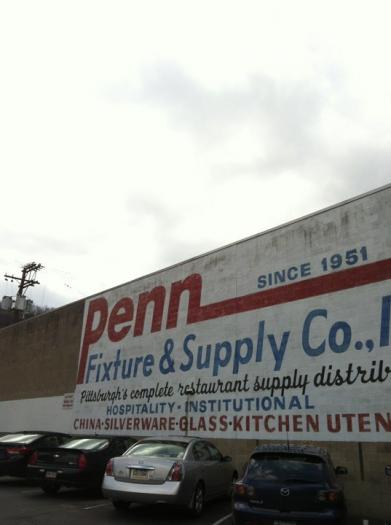 SINCE 1951
Penn
Fixture & Supply Co., I
Pittsburgh's complete restaurant supply distrib
HOSPITALITY · INSTITUTIONAL
CHINA·SILVERWARE·GLASS·KITCHEN UTEN